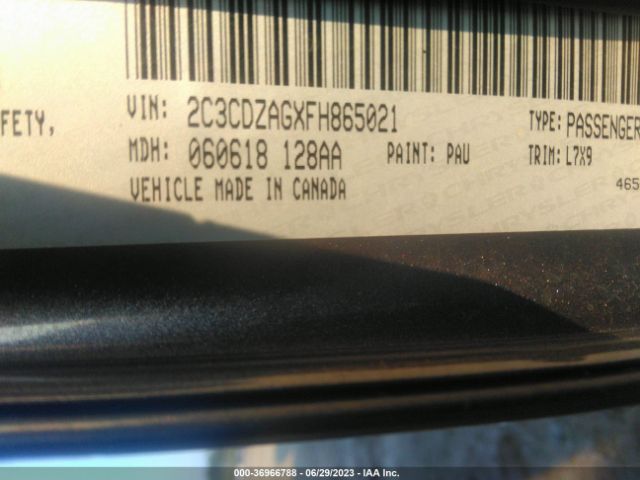 VIN: 2C3CDZAGXFH865021 TYPE: PASSENGER
FETY,
MDH: 060618 128AA PAINT: PAU TRIM: L7X9
VEHICLE MADE IN CANADA 465
000-36966788 - 06/29/2023 - IAA Inc.